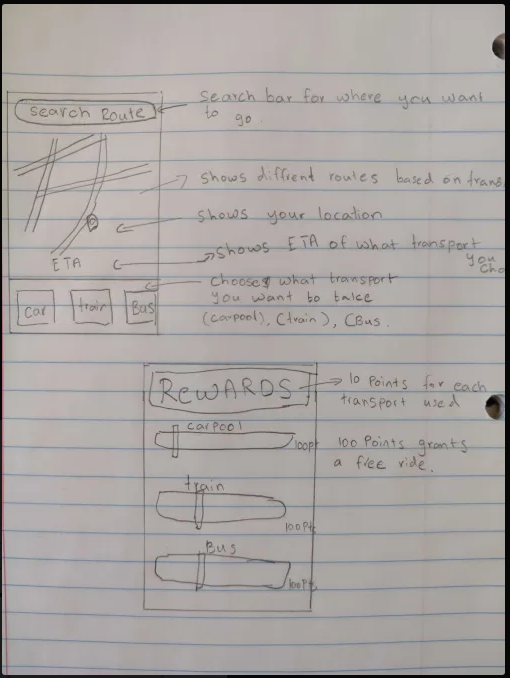 Search Route
Search bar for where you want
to go.
shows diffrent routes based on trans
shows your location
ETA
shows ETA of what transport
you
cho
chooses what transport
you want to take
(carpool), (train), (Bus.
car
train
Bus
REWARDS
10 Points for each
transport used
carpool
100pt
100 Points grants
a free ride.
train
100Pts
Bus
100Pts